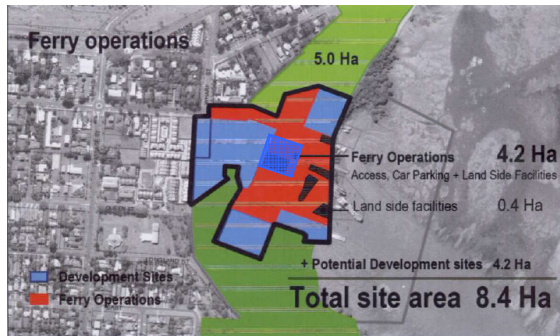 Ferry operations
5.0 Ha
Ferry Operations 4.2 Ha
Access, Car Parking + Land Side Facilities
Land side facilities 0.4 Ha
+ Potential Development sites 4.2 Ha
Total site area 8.4 Ha
Development Sites
Ferry Operations